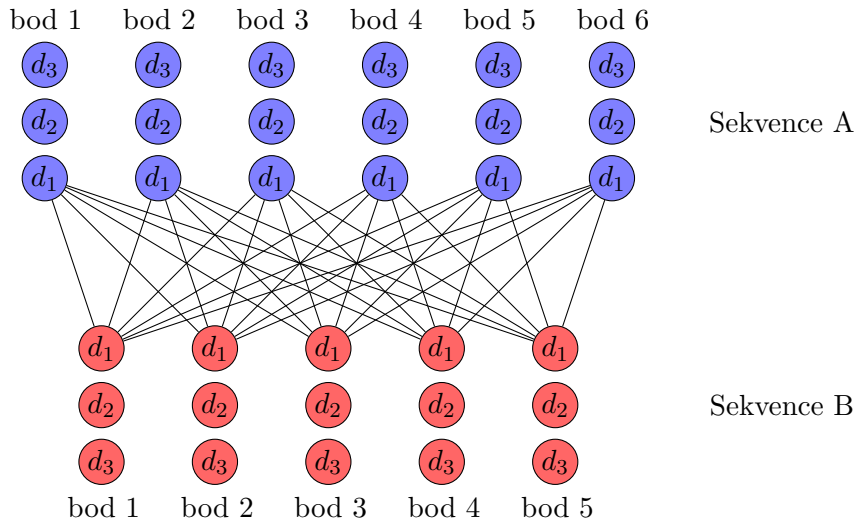 bod 1 bod 2 bod 3 bod 4 bod 5 bod 6
d₃ d₃ d₃ d₃ d₃ d₃
d₂ d₂ d₂ d₂ d₂ d₂ Sekvence A
d₁ d₁ d₁ d₁ d₁ d₁
d₁ d₁ d₁ d₁ d₁
d₂ d₂ d₂ d₂ d₂ Sekvence B
d₃ d₃ d₃ d₃ d₃
bod 1 bod 2 bod 3 bod 4 bod 5